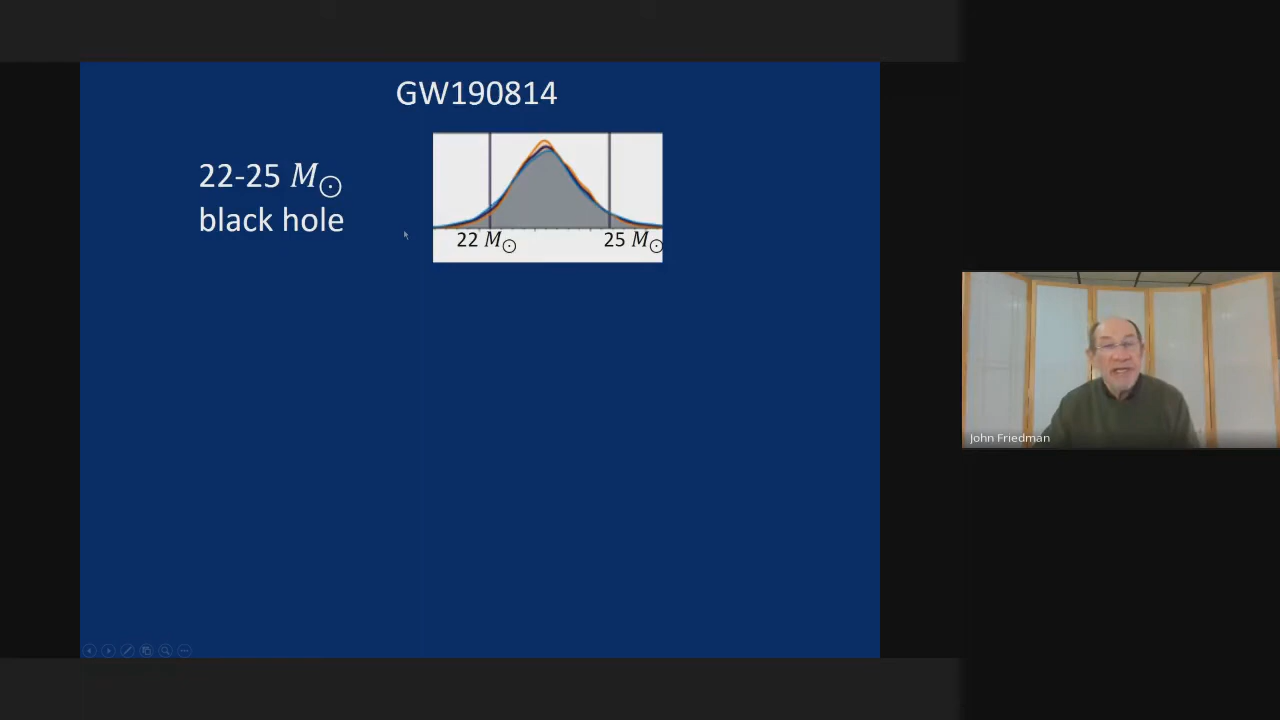 GW190814
22-25 M⊙
black hole
22 M⊙
25 M⊙
John Friedman